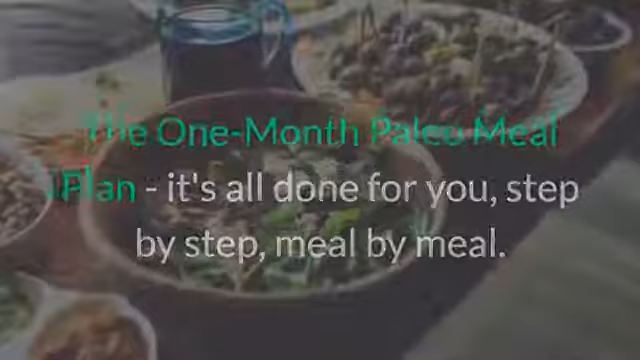 The One-Month Paleo Meal
Plan - it's all done for you, step
by step, meal by meal.